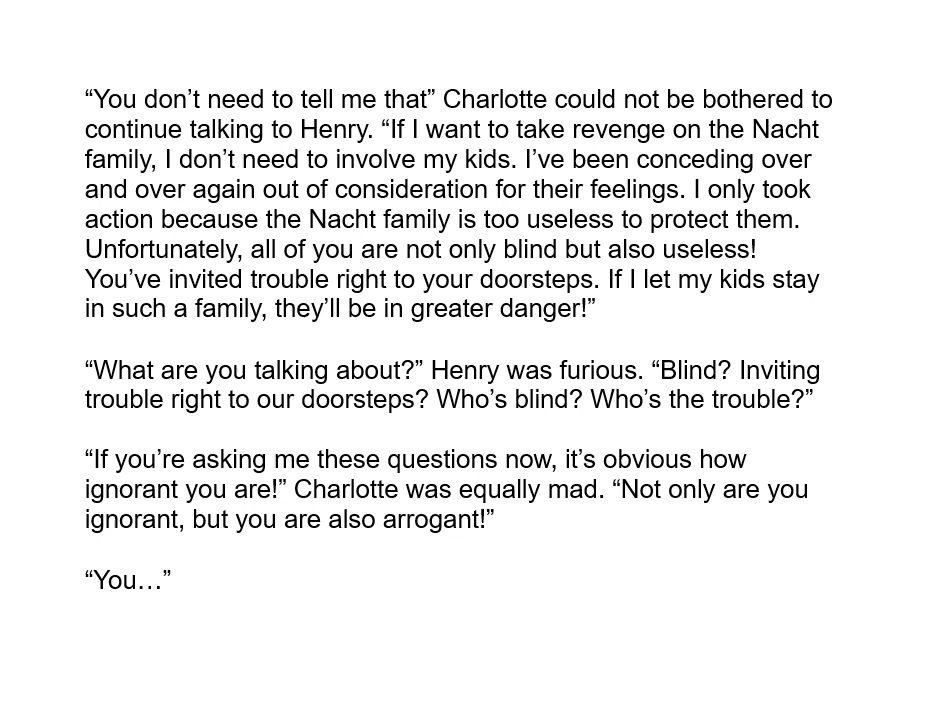 “You don’t need to tell me that” Charlotte could not be bothered to
continue talking to Henry. “If I want to take revenge on the Nacht
family, I don’t need to involve my kids. I’ve been conceding over
and over again out of consideration for their feelings. I only took
action because the Nacht family is too useless to protect them.
Unfortunately, all of you are not only blind but also useless!
You’ve invited trouble right to your doorsteps. If I let my kids stay
in such a family, they’ll be in greater danger!”
“What are you talking about?” Henry was furious. “Blind? Inviting
trouble right to our doorsteps? Who’s blind? Who’s the trouble?”
“If you’re asking me these questions now, it’s obvious how
ignorant you are!” Charlotte was equally mad. “Not only are you
ignorant, but you are also arrogant!”
“You…”